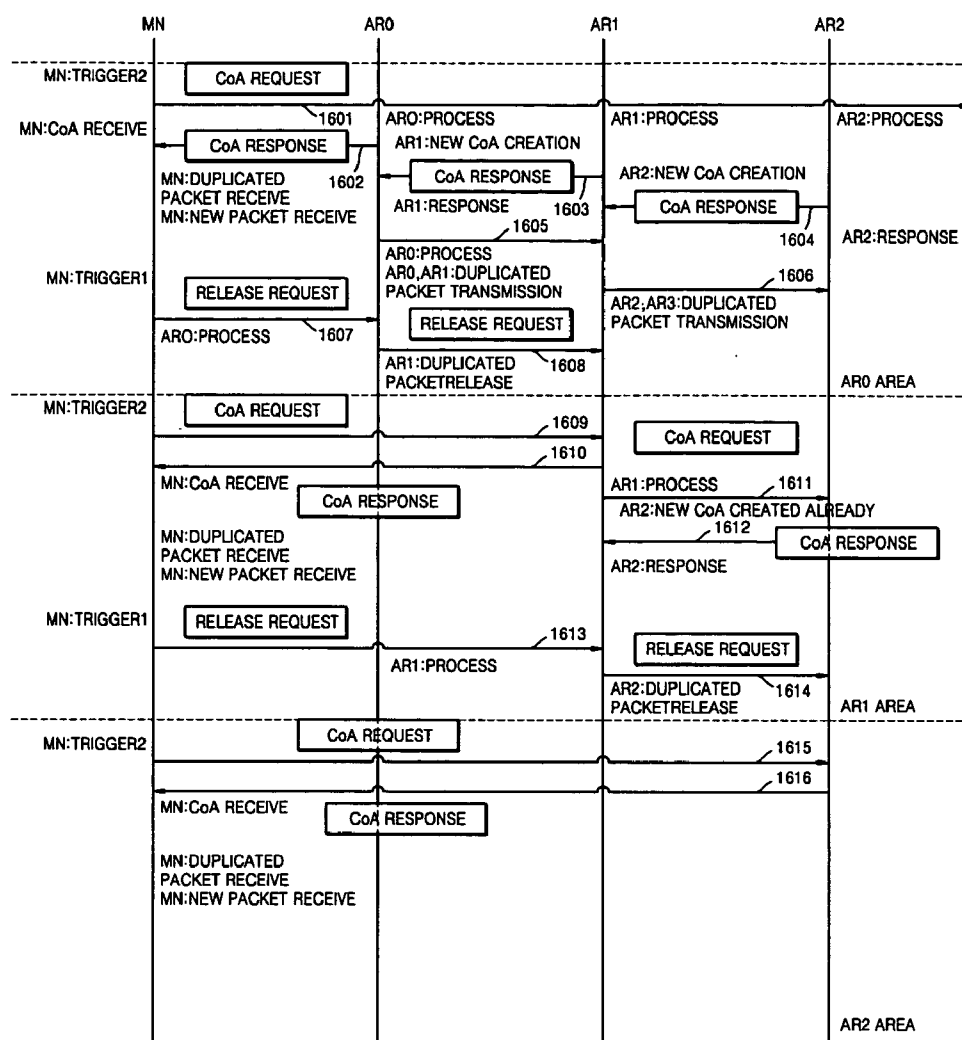 MN
AR0
AR1
AR2
MN:TRIGGER2
CoA REQUEST
1601
AR0:PROCESS
AR1:PROCESS
AR2:PROCESS
MN:CoA RECEIVE
CoA RESPONSE
1602
AR1:NEW CoA CREATION
CoA RESPONSE
1603
AR2:NEW CoA CREATION
CoA RESPONSE
1604
MN:DUPLICATED
PACKET RECEIVE
MN:NEW PACKET RECEIVE
AR1:RESPONSE
1605
AR2:RESPONSE
AR0:PROCESS
AR0,AR1:DUPLICATED
PACKET TRANSMISSION
1606
MN:TRIGGER1
RELEASE REQUEST
AR2,AR3:DUPLICATED
PACKET TRANSMISSION
AR0:PROCESS
1607
RELEASE REQUEST
1608
AR1:DUPLICATED
PACKETRELEASE
AR0 AREA
MN:TRIGGER2
CoA REQUEST
1609
CoA REQUEST
1610
MN:CoA RECEIVE
CoA RESPONSE
AR1:PROCESS
1611
AR2:NEW CoA CREATED ALREADY
1612
CoA RESPONSE
MN:DUPLICATED
PACKET RECEIVE
MN:NEW PACKET RECEIVE
AR2:RESPONSE
MN:TRIGGER1
RELEASE REQUEST
1613
AR1:PROCESS
RELEASE REQUEST
1614
AR2:DUPLICATED
PACKETRELEASE
AR1 AREA
MN:TRIGGER2
CoA REQUEST
1615
1616
MN:CoA RECEIVE
CoA RESPONSE
MN:DUPLICATED
PACKET RECEIVE
MN:NEW PACKET RECEIVE
AR2 AREA